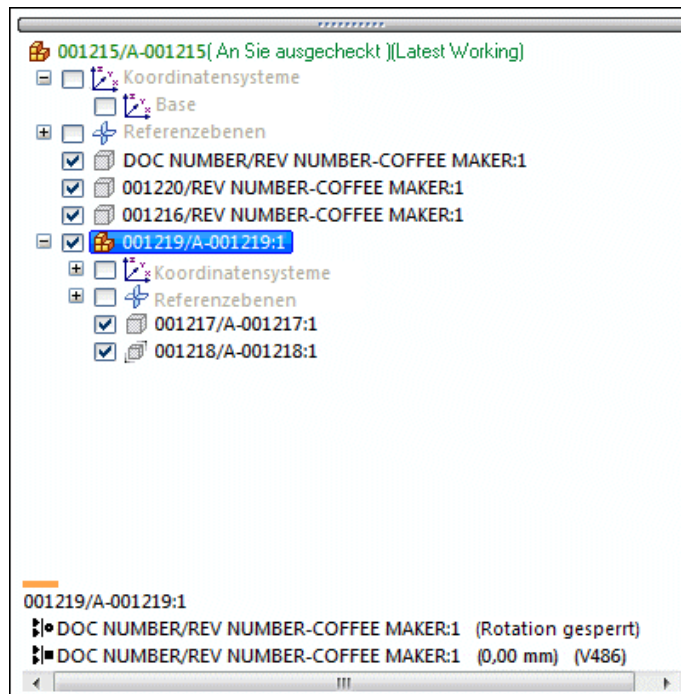 001215/A-001215( An Sie ausgecheckt )(Latest Working)
Koordinatensysteme
Base
Referenzebenen
DOC NUMBER/REV NUMBER-COFFEE MAKER:1
001220/REV NUMBER-COFFEE MAKER:1
001216/REV NUMBER-COFFEE MAKER:1
001219/A-001219:1
Koordinatensysteme
Referenzebenen
001217/A-001217:1
001218/A-001218:1
001219/A-001219:1
DOC NUMBER/REV NUMBER-COFFEE MAKER:1 (Rotation gesperrt)
DOC NUMBER/REV NUMBER-COFFEE MAKER:1 (0,00 mm) (V486)